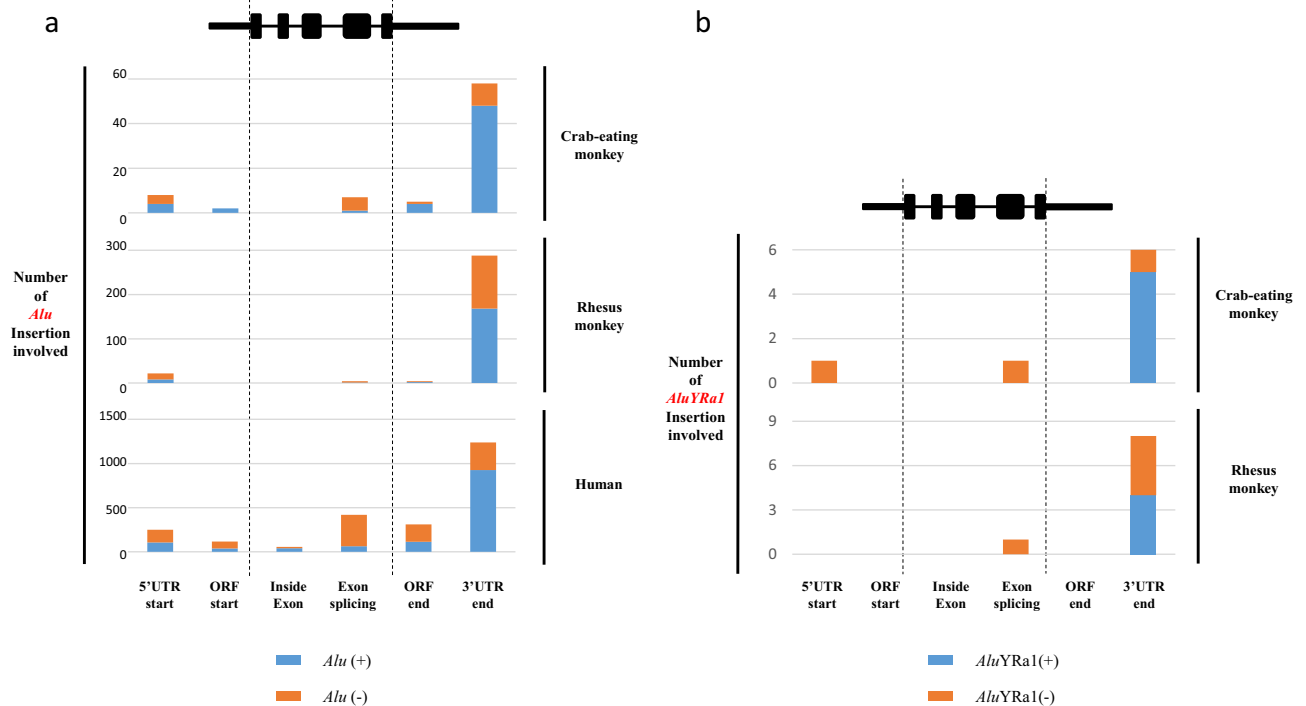 a
60
40
20
0
Crab-eating
monkey
300
200
100
0
Rhesus
monkey
Number
of
Alu
Insertion
involved
1500
1000
500
0
Human
5'UTR
start
ORF
start
Inside
Exon
Exon
splicing
ORF
end
3'UTR
end
Alu (+)
Alu (-)
b
6
4
2
0
Crab-eating
monkey
Number
of
AluYRa1
Insertion
involved
9
6
3
0
Rhesus
monkey
5'UTR
start
ORF
start
Inside
Exon
Exon
splicing
ORF
end
3'UTR
end
AluYRa1(+)
AluYRa1(-)